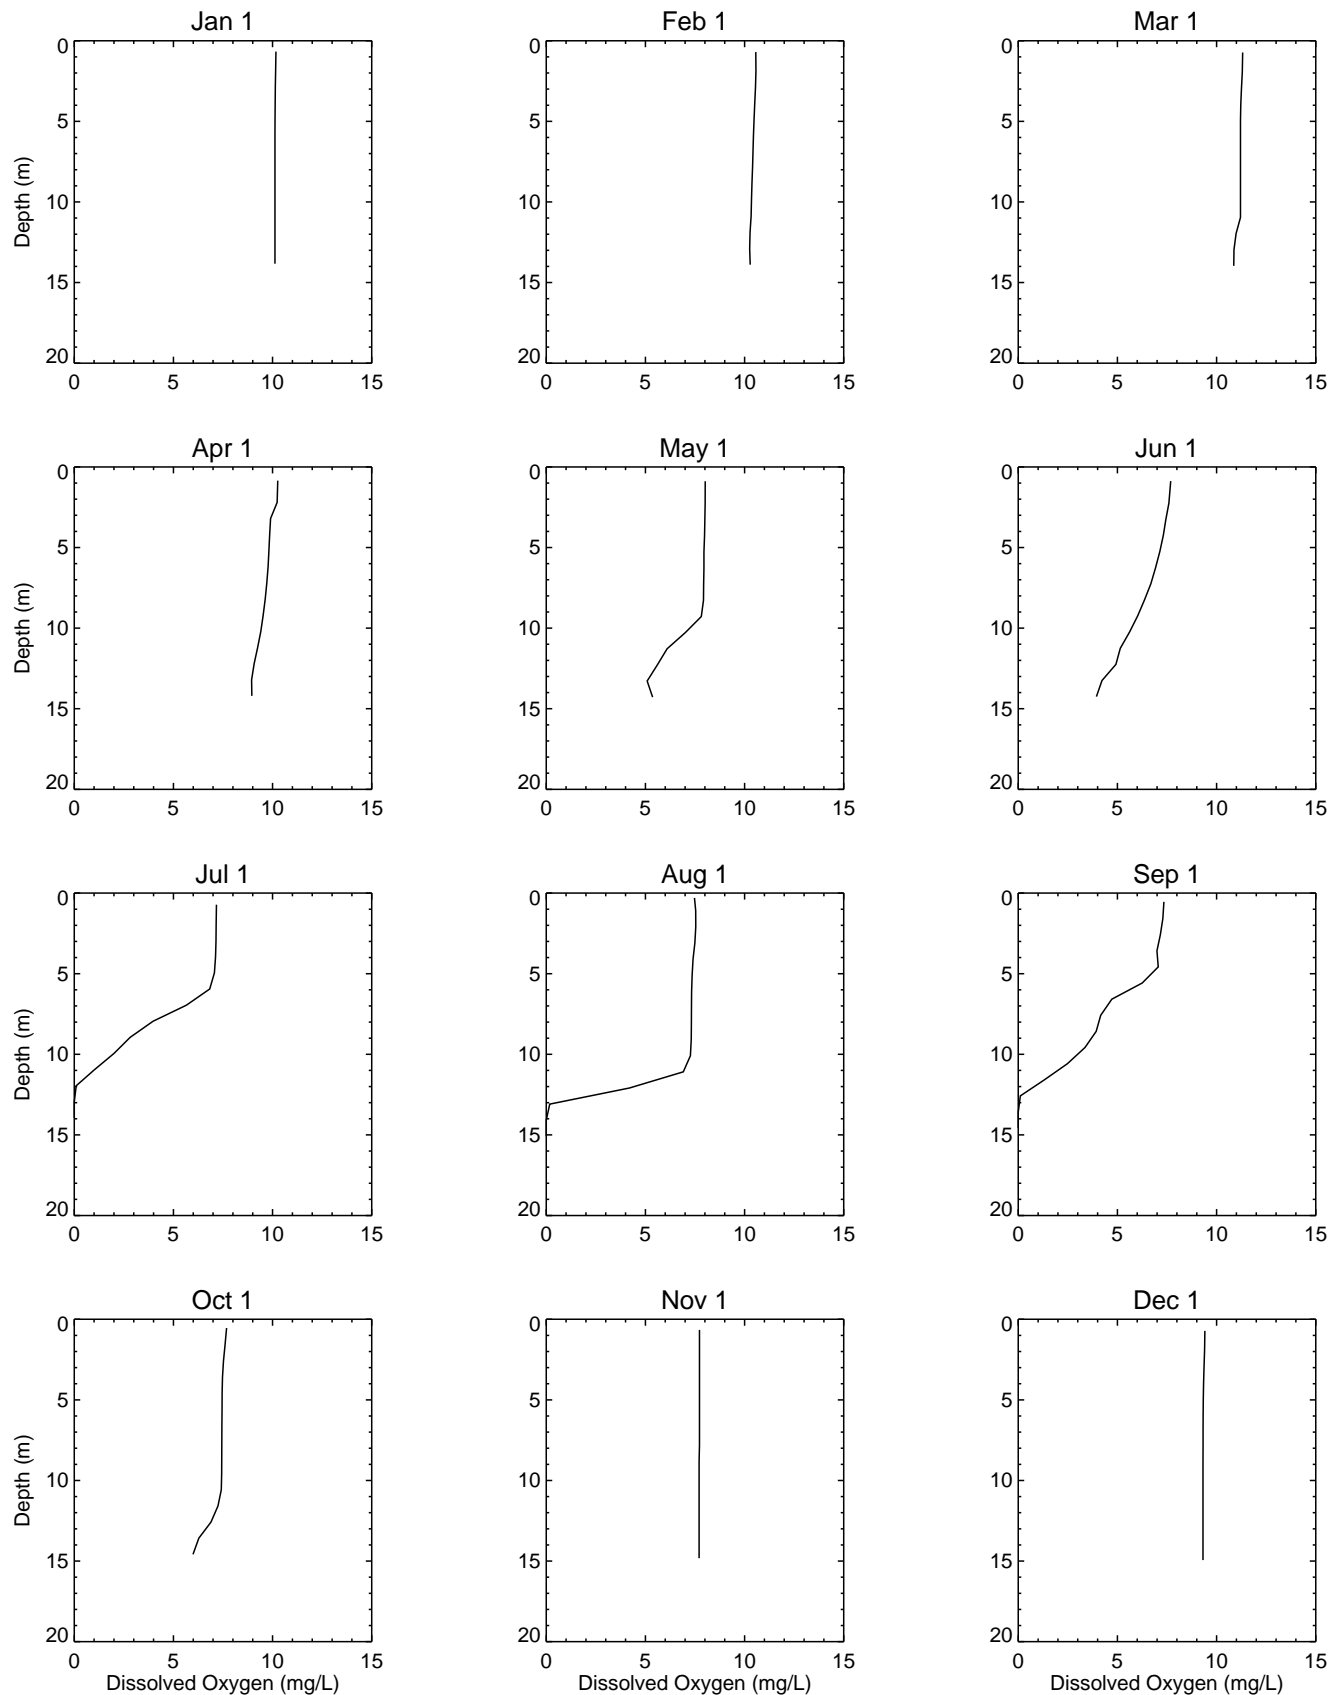 Jan 1 Feb 1 Mar 1
0 0 0
5 5 5
Depth (m)
10 10 10
15 15 15
20 20 20
0 5 10 15 0 5 10 15 0 5 10 15
Apr 1 May 1 Jun 1
0 0 0
5 5 5
Depth (m)
10 10 10
15 15 15
20 20 20
0 5 10 15 0 5 10 15 0 5 10 15
Jul 1 Aug 1 Sep 1
0 0 0
5 5 5
Depth (m)
10 10 10
15 15 15
20 20 20
0 5 10 15 0 5 10 15 0 5 10 15
Oct 1 Nov 1 Dec 1
0 0 0
5 5 5
Depth (m)
10 10 10
15 15 15
20 20 20
0 5 10 15 0 5 10 15 0 5 10 15
Dissolved Oxygen (mg/L) Dissolved Oxygen (mg/L) Dissolved Oxygen (mg/L)